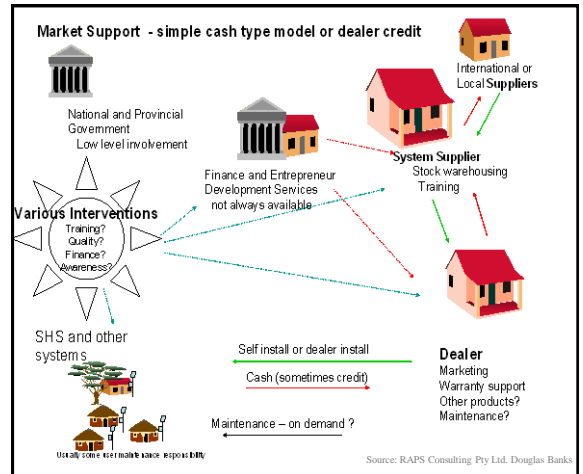 Market Support - simple cash type model or dealer credit
International or
Local Suppliers
National and Provincial
Government
Low level involvement
System Supplier
Stock warehousing
Training
Finance and Entrepreneur
Development Services
not always available
Various Interventions
Training?
Quality?
Finance?
Awareness?
SHS and other
systems
Self install or dealer install
Cash (sometimes credit)
Maintenance – on demand ?
Dealer
Marketing
Warranty support
Other products?
Maintenance?
Usually some user maintenance responsibility
Source: RAPS Consulting Pty Ltd. Douglas Banks